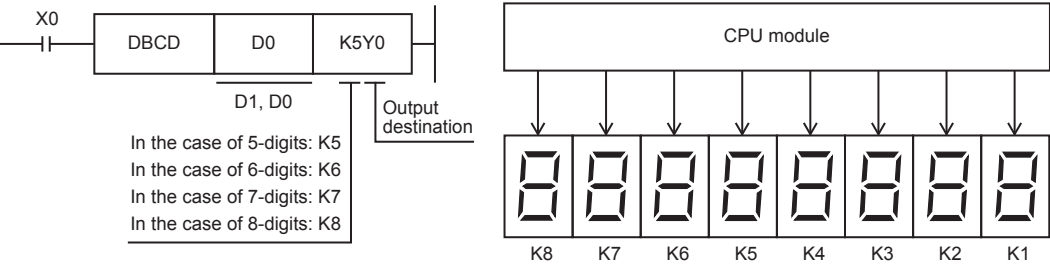 X0
DBCD D0 K5Y0
D1, D0
Output
destination
In the case of 5-digits: K5
In the case of 6-digits: K6
In the case of 7-digits: K7
In the case of 8-digits: K8
CPU module
K8 K7 K6 K5 K4 K3 K2 K1